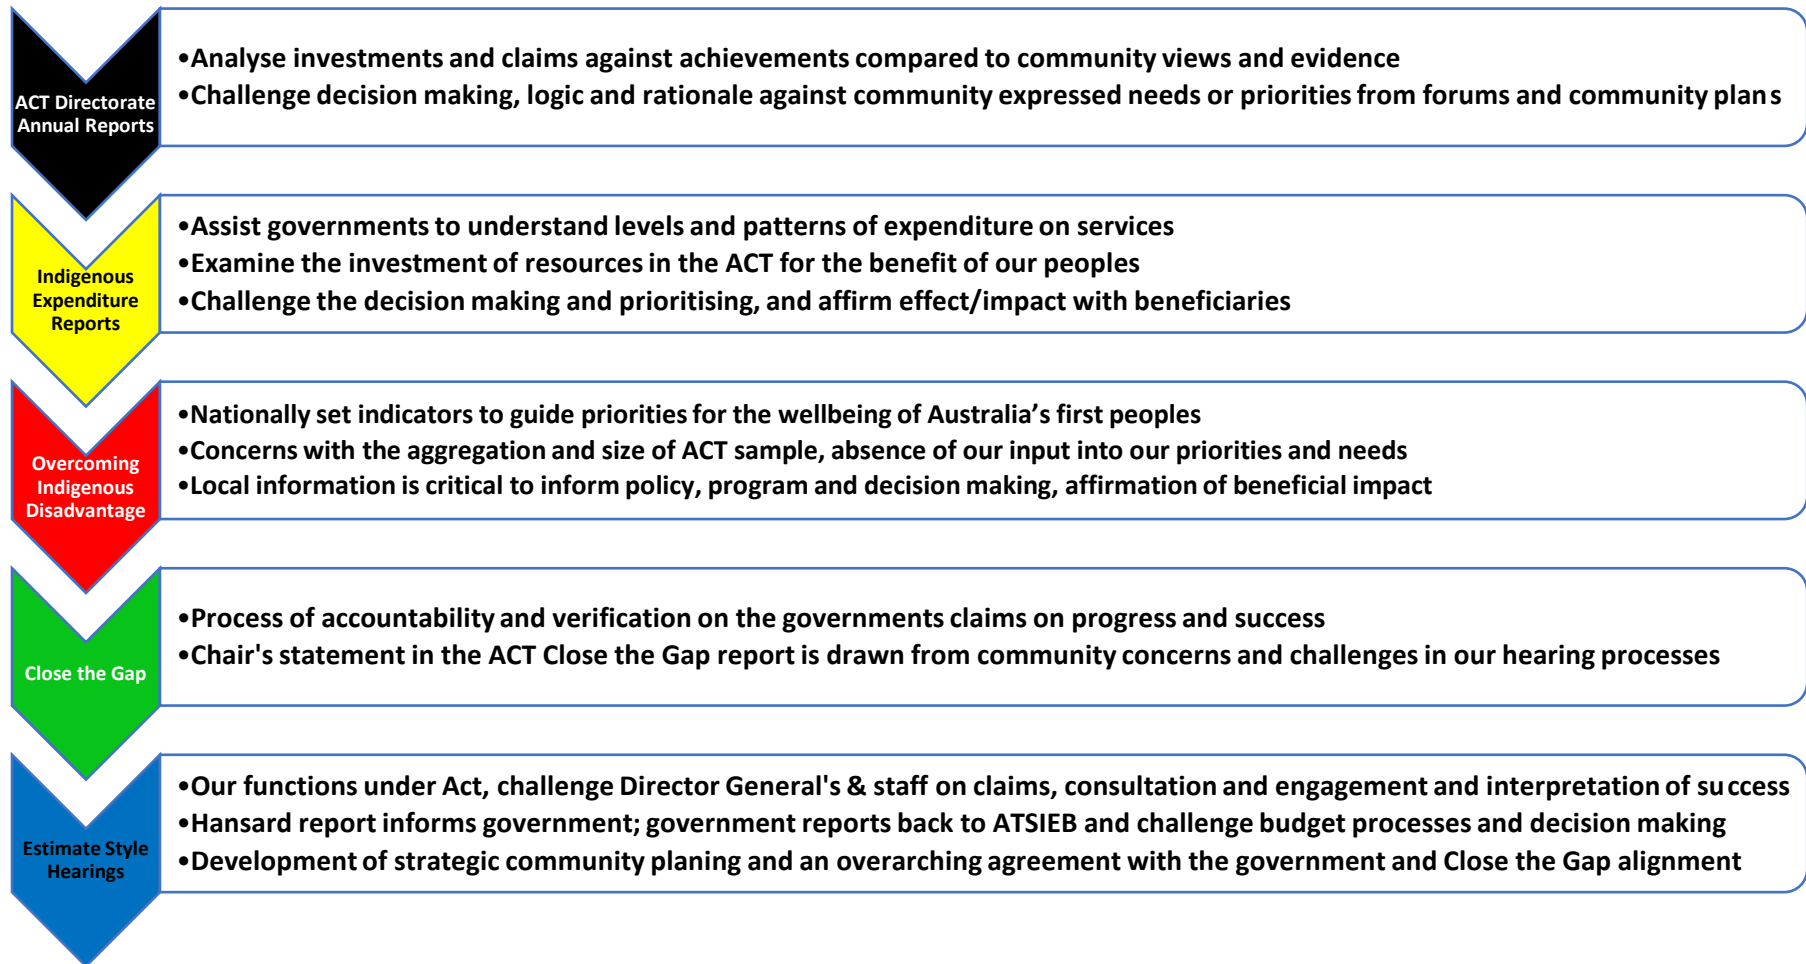 ACT Directorate
Annual Reports
•Analyse investments and claims against achievements compared to community views and evidence
•Challenge decision making, logic and rationale against community expressed needs or priorities from forums and community plans
Indigenous
Expenditure
Reports
•Assist governments to understand levels and patterns of expenditure on services
•Examine the investment of resources in the ACT for the benefit of our peoples
•Challenge the decision making and prioritising, and affirm effect/impact with beneficiaries
Overcoming
Indigenous
Disadvantage
•Nationally set indicators to guide priorities for the wellbeing of Australia’s first peoples
•Concerns with the aggregation and size of ACT sample, absence of our input into our priorities and needs
•Local information is critical to inform policy, program and decision making, affirmation of beneficial impact
Close the Gap
•Process of accountability and verification on the governments claims on progress and success
•Chair's statement in the ACT Close the Gap report is drawn from community concerns and challenges in our hearing processes
Estimate Style
Hearings
•Our functions under Act, challenge Director General's & staff on claims, consultation and engagement and interpretation of success
•Hansard report informs government; government reports back to ATSIEB and challenge budget processes and decision making
•Development of strategic community planing and an overarching agreement with the government and Close the Gap alignment